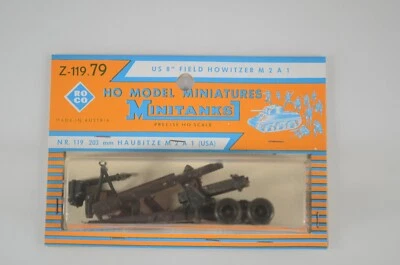 Z-119.79
US 8" FIELD HOWITZER M 2 A 1
ROCO
HO MODEL MINIATURES
MINITANKS
MADE IN AUSTRIA
PRECISE HO SCALE
NR. 119 203 mm HAUBITZE M 2 A 1 (USA)